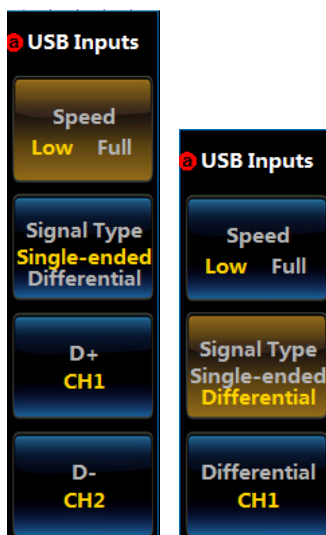 a USB Inputs
Speed
Low Full
Signal Type
Single-ended
Differential
D+
CH1
D-
CH2
a USB Inputs
Speed
Low Full
Signal Type
Single-ended
Differential
Differential
CH1